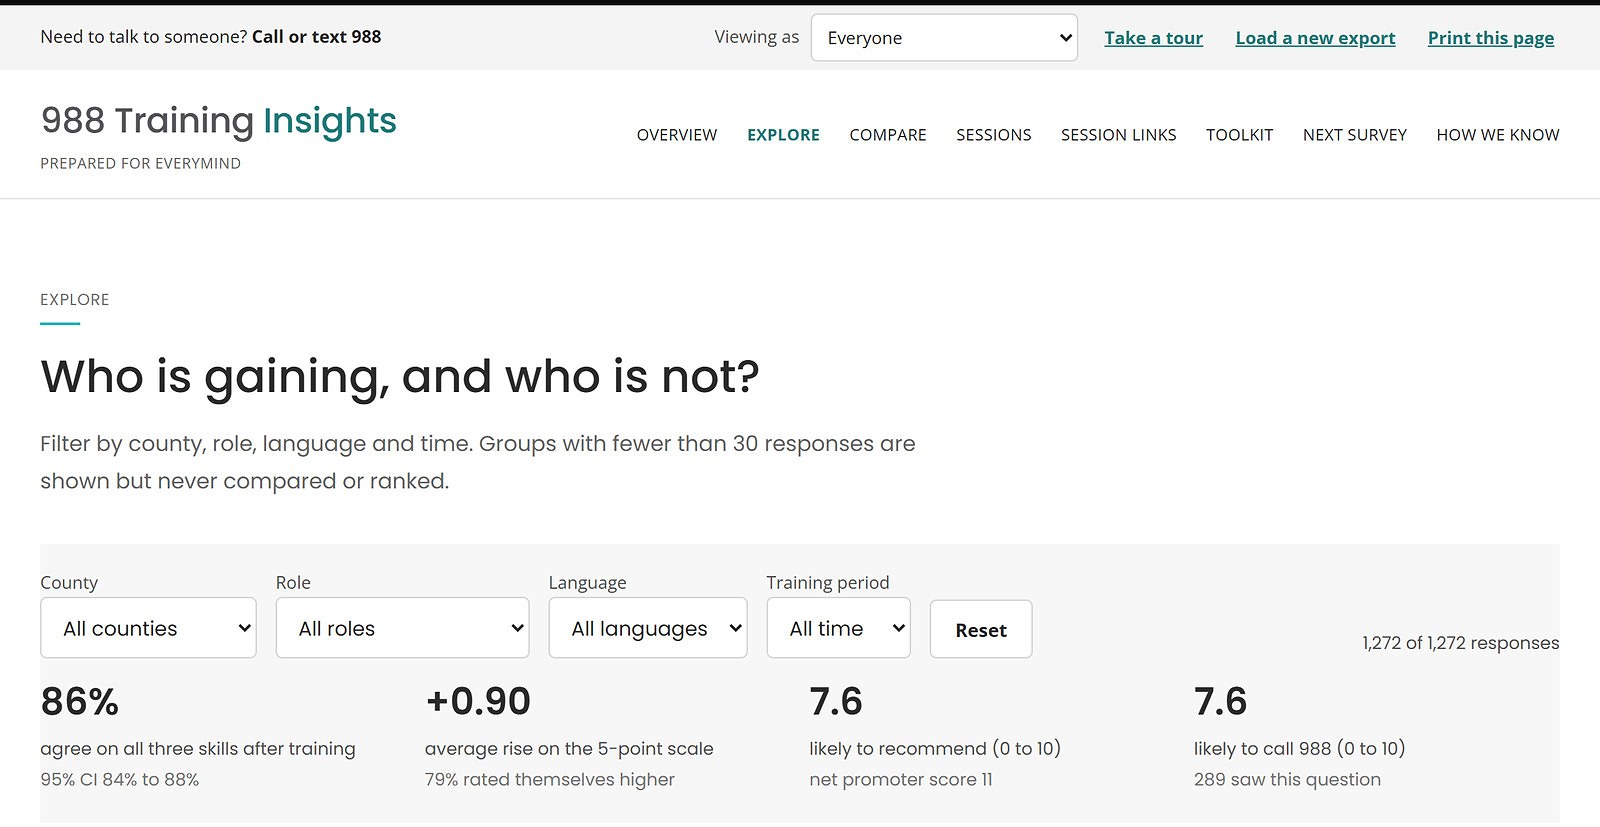 Need to talk to someone? Call or text 988
Viewing as Everyone Take a tour Load a new export Print this page
988 Training Insights
PREPARED FOR EVERYMIND
OVERVIEW EXPLORE COMPARE SESSIONS SESSION LINKS TOOLKIT NEXT SURVEY HOW WE KNOW
EXPLORE
Who is gaining, and who is not?
Filter by county, role, language and time. Groups with fewer than 30 responses are
shown but never compared or ranked.
County Role Language Training period
All counties All roles All languages All time Reset
1,272 of 1,272 responses
86% +0.90 7.6 7.6
agree on all three skills after training average rise on the 5-point scale likely to recommend (0 to 10) likely to call 988 (0 to 10)
95% CI 84% to 88% 79% rated themselves higher net promoter score 11 289 saw this question